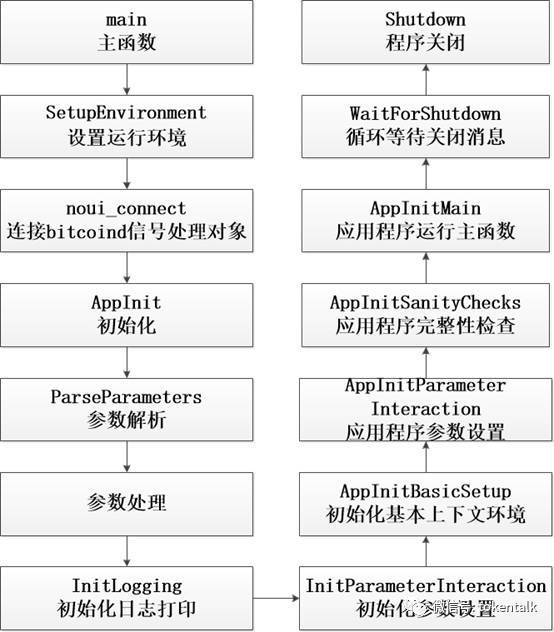 main
主函数
SetupEnvironment
设置运行环境
noui_connect
连接bitcoind信号处理对象
AppInit
初始化
ParseParameters
参数解析
参数处理
InitLogging
初始化日志打印
InitParameterInteraction
初始化参数设置
AppInitBasicSetup
初始化基本上下文环境
AppInitParameter
Interaction
应用程序参数设置
AppInitSanityChecks
应用程序完整性检查
AppInitMain
应用程序运行主函数
WaitForShutdown
循环等待关闭消息
Shutdown
程序关闭
微信号: tokentalk